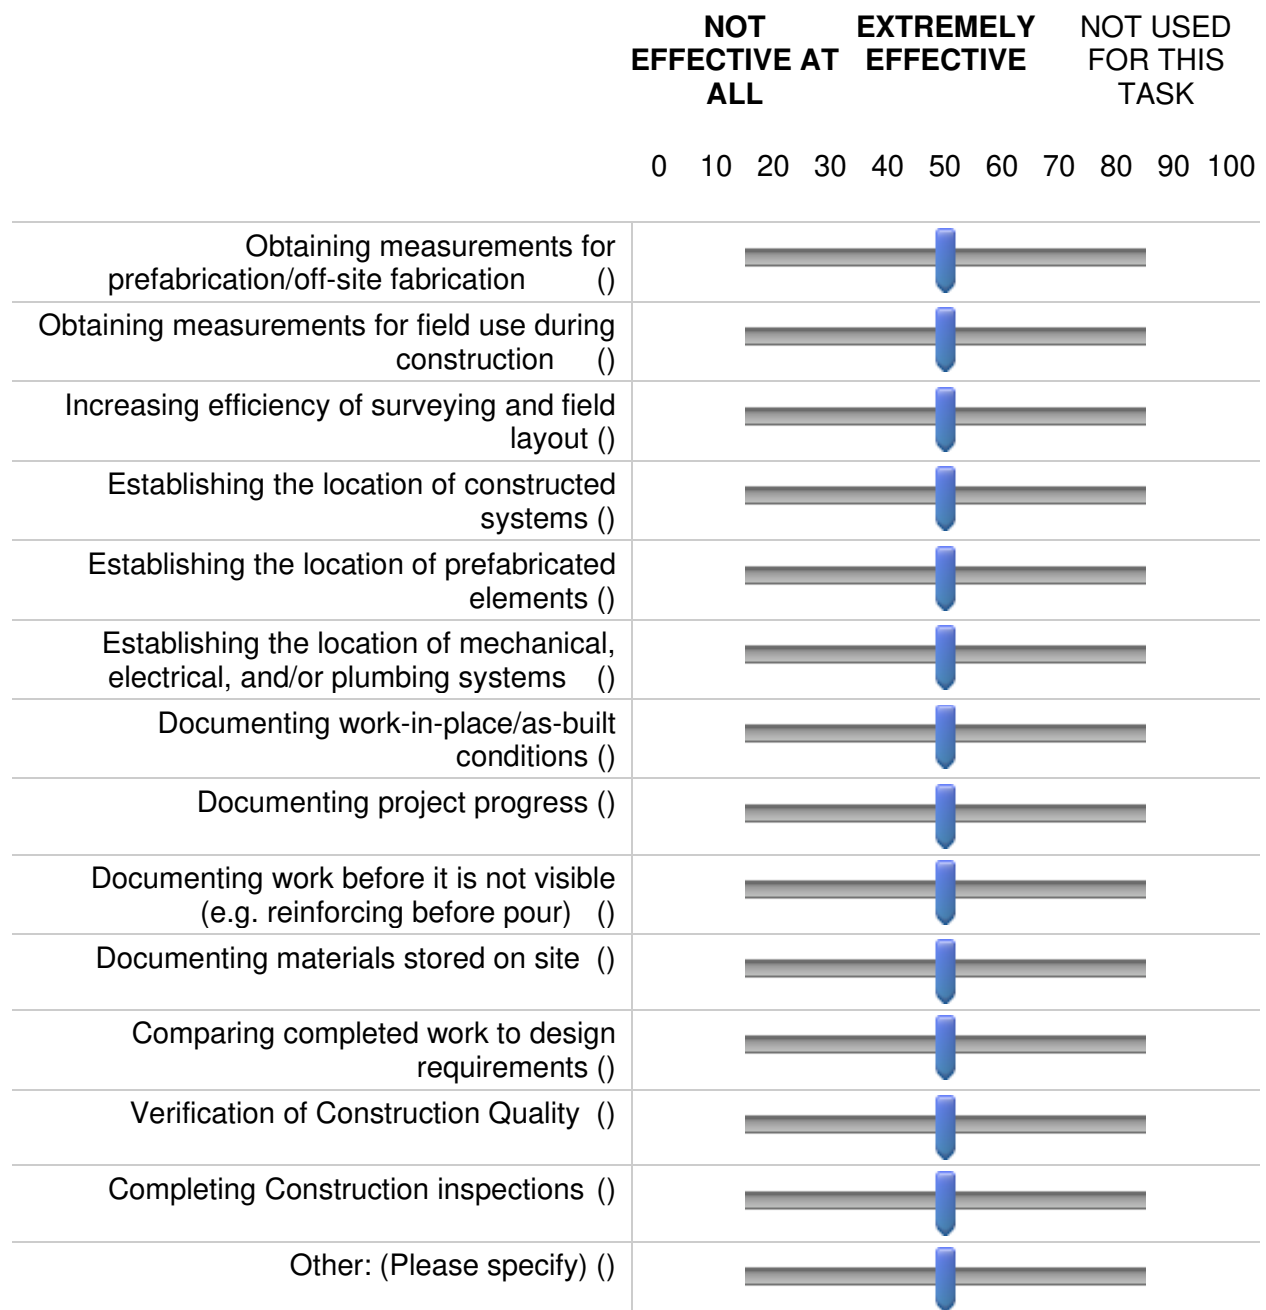 NOT EFFECTIVE AT ALL
EXTREMELY EFFECTIVE
NOT USED FOR THIS TASK
0 10 20 30 40 50 60 70 80 90 100
Obtaining measurements for
prefabrication/off-site fabrication ()
Obtaining measurements for field use during
construction ()
Increasing efficiency of surveying and field
layout ()
Establishing the location of constructed
systems ()
Establishing the location of prefabricated
elements ()
Establishing the location of mechanical,
electrical, and/or plumbing systems ()
Documenting work-in-place/as-built
conditions ()
Documenting project progress ()
Documenting work before it is not visible
(e.g. reinforcing before pour) ()
Documenting materials stored on site ()
Comparing completed work to design
requirements ()
Verification of Construction Quality ()
Completing Construction inspections ()
Other: (Please specify) ()